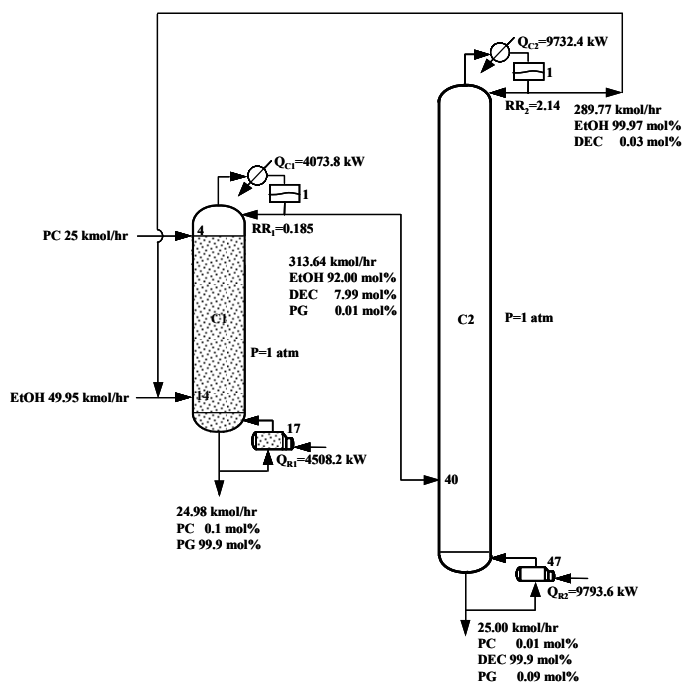 Q_C2=9732.4 kW
1
RR₂=2.14
289.77 kmol/hr
EtOH 99.97 mol%
DEC 0.03 mol%
Q_C1=4073.8 kW
1
PC 25 kmol/hr
4
RR₁=0.185
313.64 kmol/hr
EtOH 92.00 mol%
DEC 7.99 mol%
PG 0.01 mol%
C1
C2
P=1 atm
P=1 atm
EtOH 49.95 kmol/hr
14
17
Q_R1=4508.2 kW
40
24.98 kmol/hr
PC 0.1 mol%
PG 99.9 mol%
47
Q_R2=9793.6 kW
25.00 kmol/hr
PC 0.01 mol%
DEC 99.9 mol%
PG 0.09 mol%